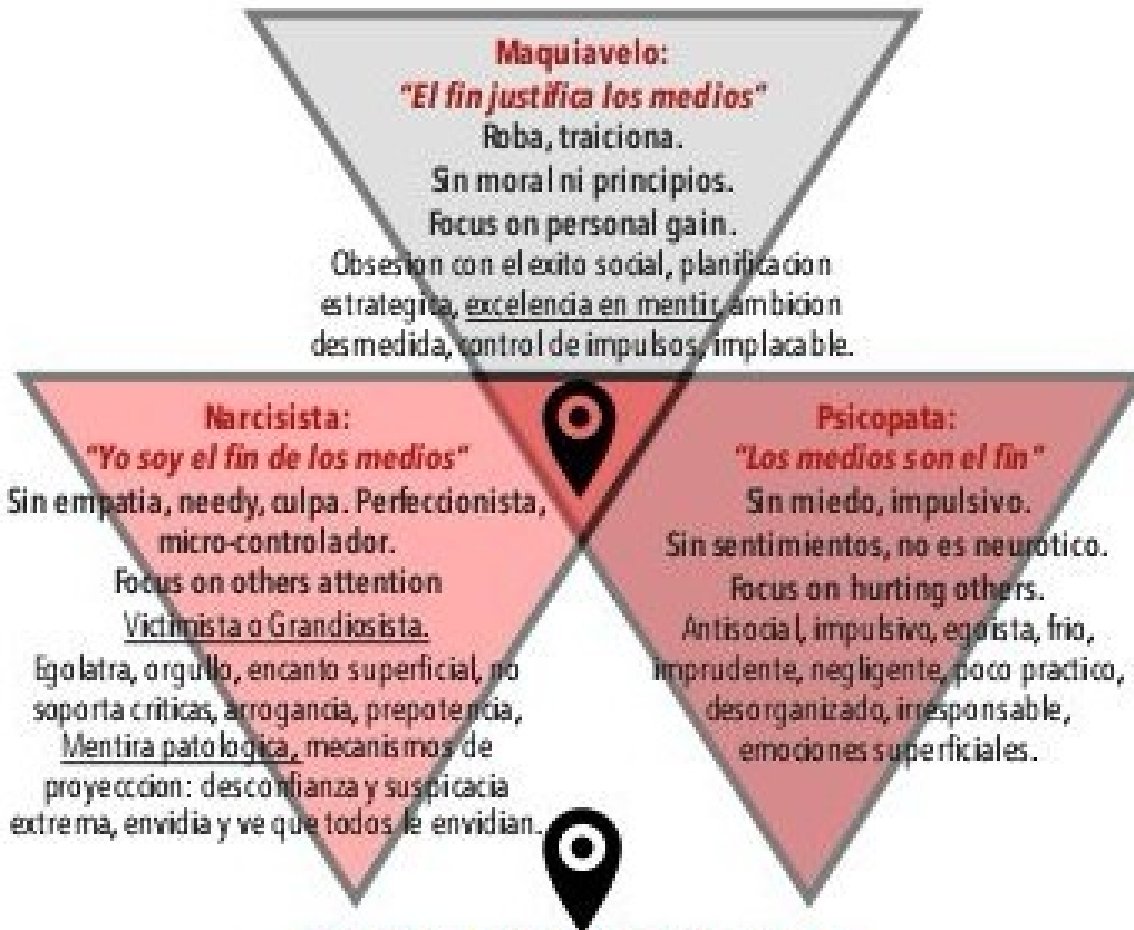 Maquiavelo:
"El fin justifica los medios"
Roba, traiciona.
Sin moral ni principios.
Focus on personal gain.
Obsesion con el exito social, planificacion
estrategica, excelencia en mentir, ambicion
desmedida, control de impulsos, implacable.
Narcisista:
"Yo soy el fin de los medios"
Sin empatia, needy, culpa. Perfeccionista,
micro-controlador.
Focus on others attention
Victimista o Grandiosista.
Egolatra, orgullo, encanto superficial, no
soporta criticas, arrogancia, prepotencia,
Mentira patologica, mecanismos de
proyecccion: desconfianza y suspicacia
extrema, envidia y ve que todos le envidian.
Psicopata:
"Los medios son el fin"
Sin miedo, impulsivo.
Sin sentimientos, no es neurotico.
Focus on hurting others.
Antisocial, impulsivo, egoista, frio,
imprudente, negligente, poco practico,
desorganizado, irresponsable,
emociones superficiales.